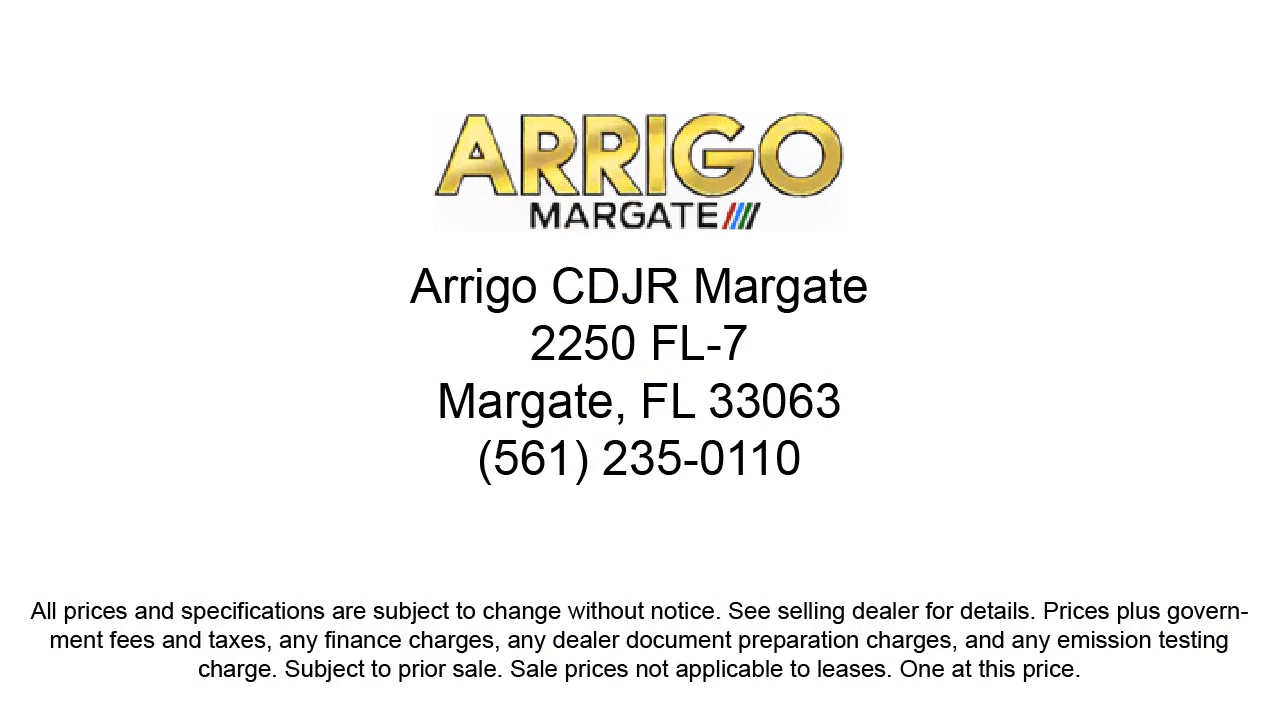 ARRIGO
MARGATE
Arrigo CDJR Margate
2250 FL-7
Margate, FL 33063
(561) 235-0110
All prices and specifications are subject to change without notice. See selling dealer for details. Prices plus govern-
ment fees and taxes, any finance charges, any dealer document preparation charges, and any emission testing
charge. Subject to prior sale. Sale prices not applicable to leases. One at this price.